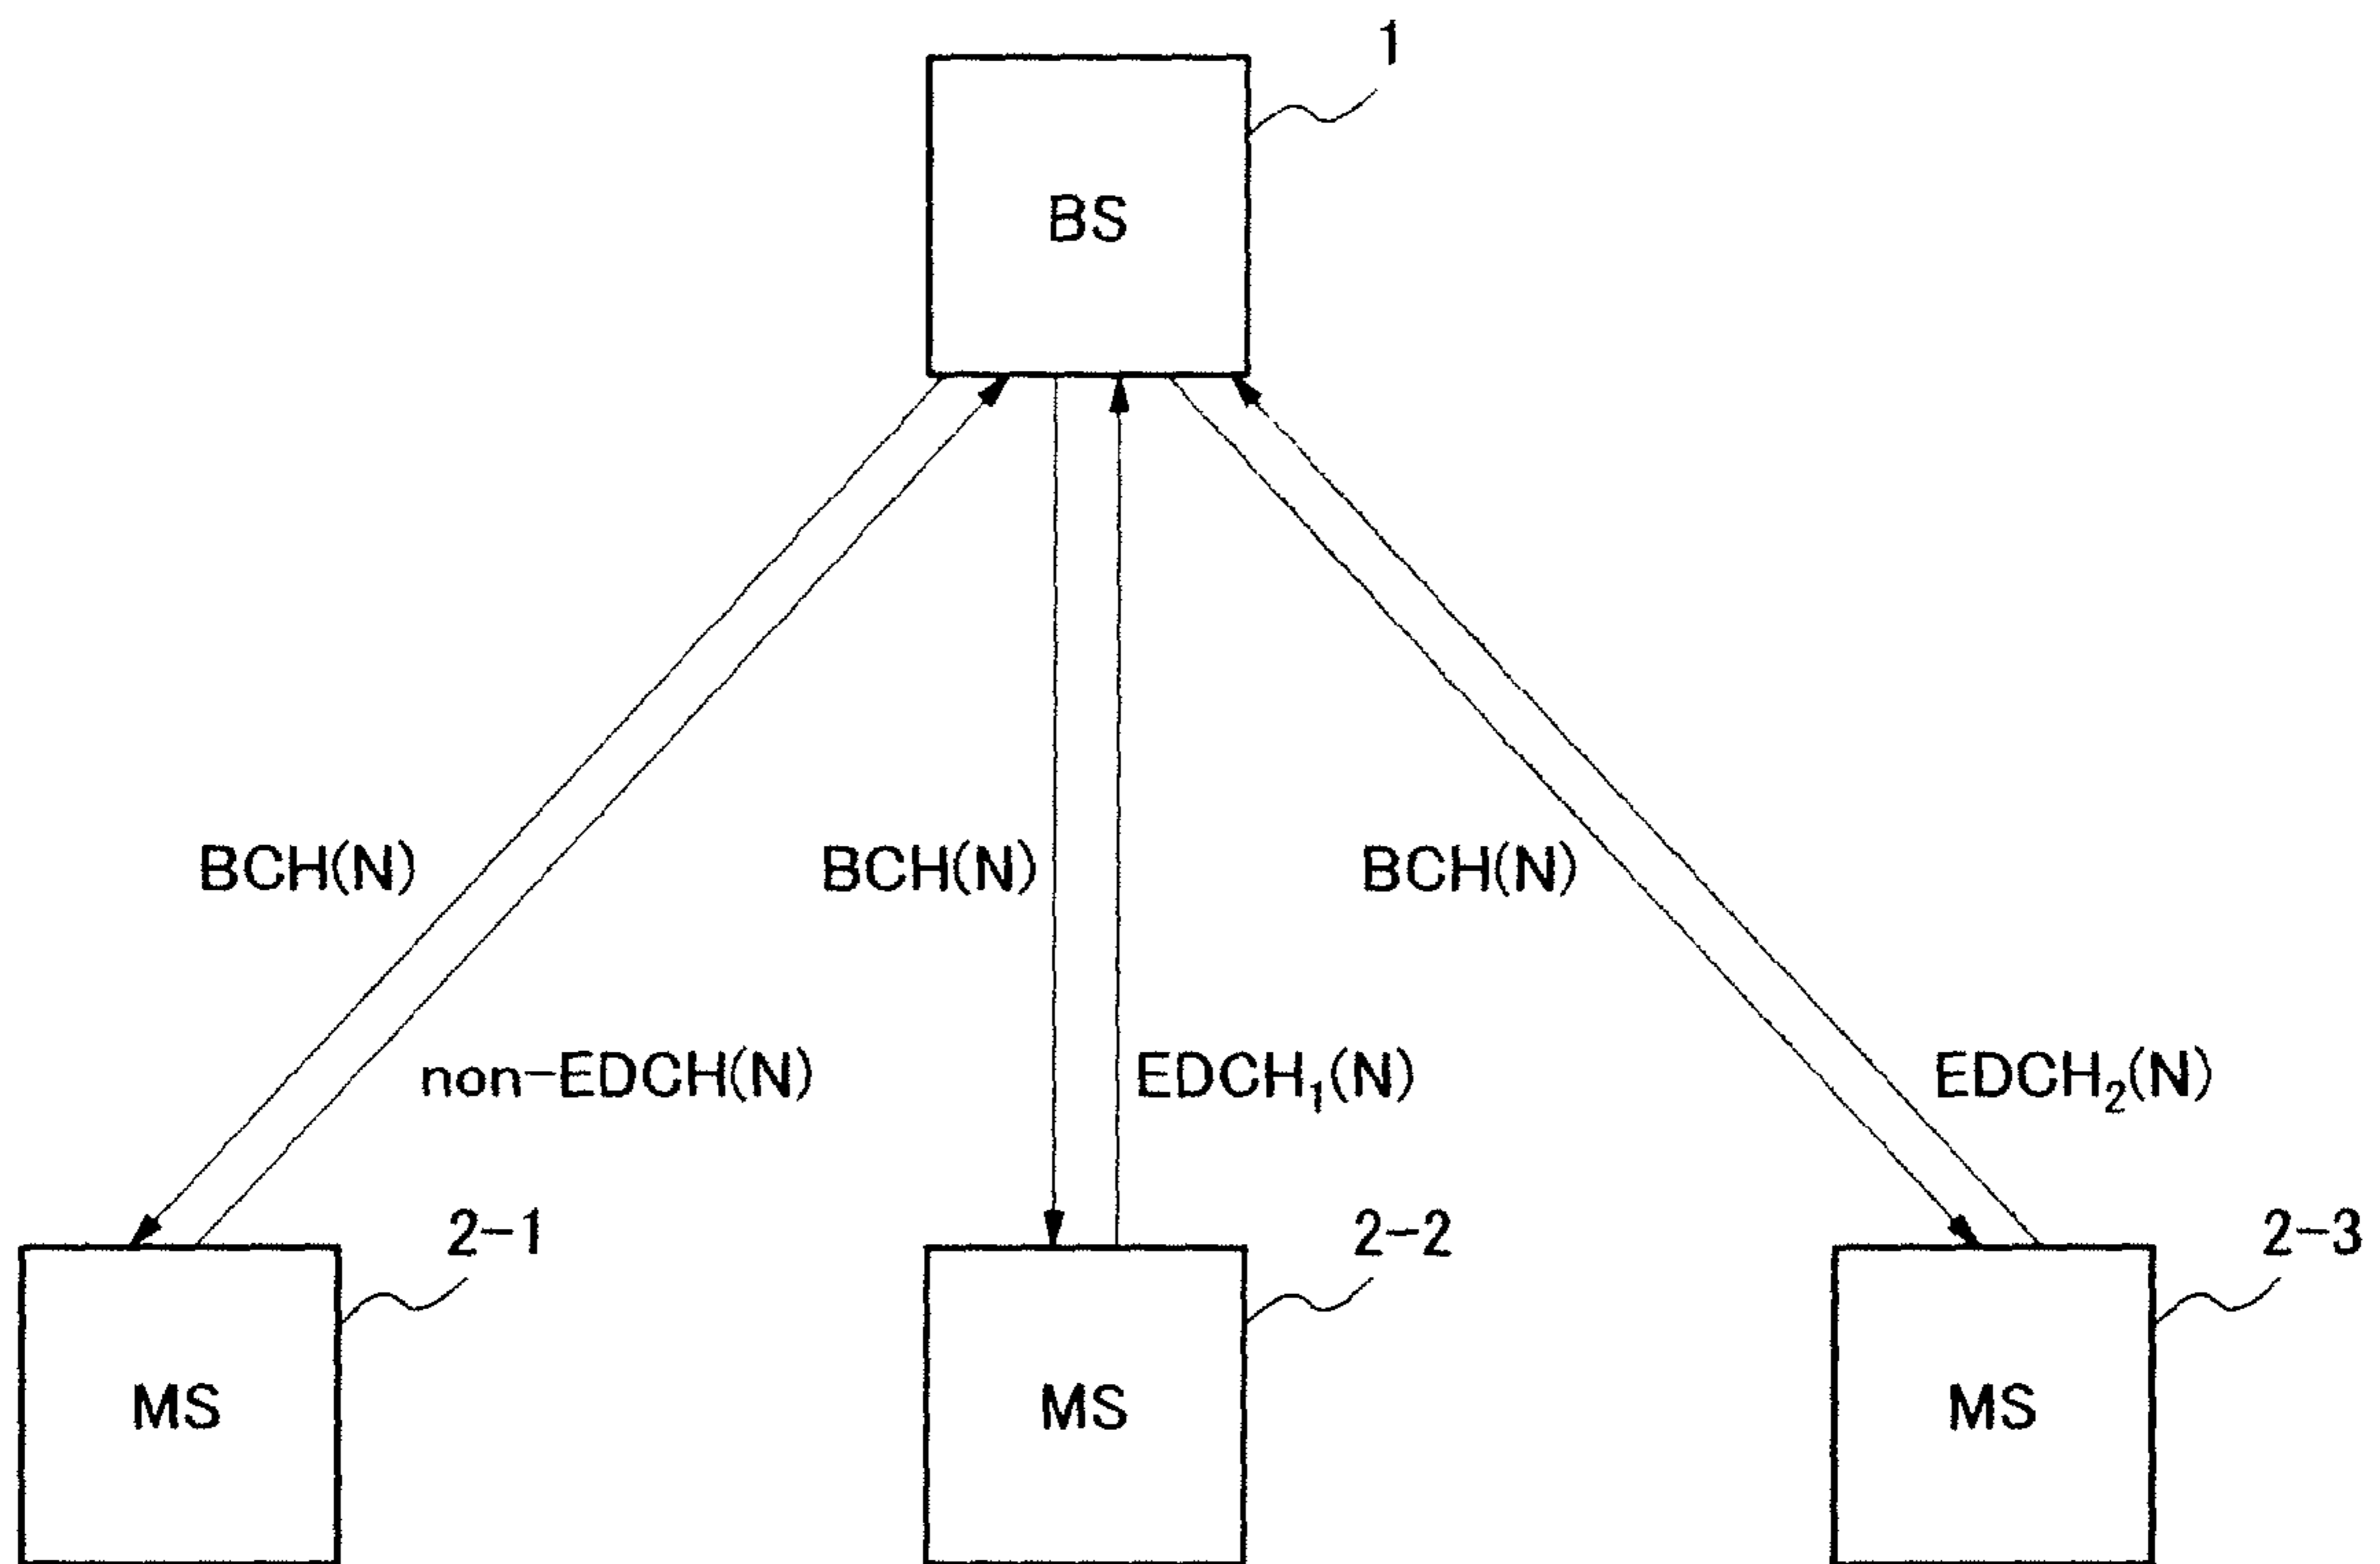 1
BS
BCH(N) BCH(N) BCH(N)
non-EDCH(N) EDCH₁(N) EDCH₂(N)
2-1 2-2 2-3
MS MS MS